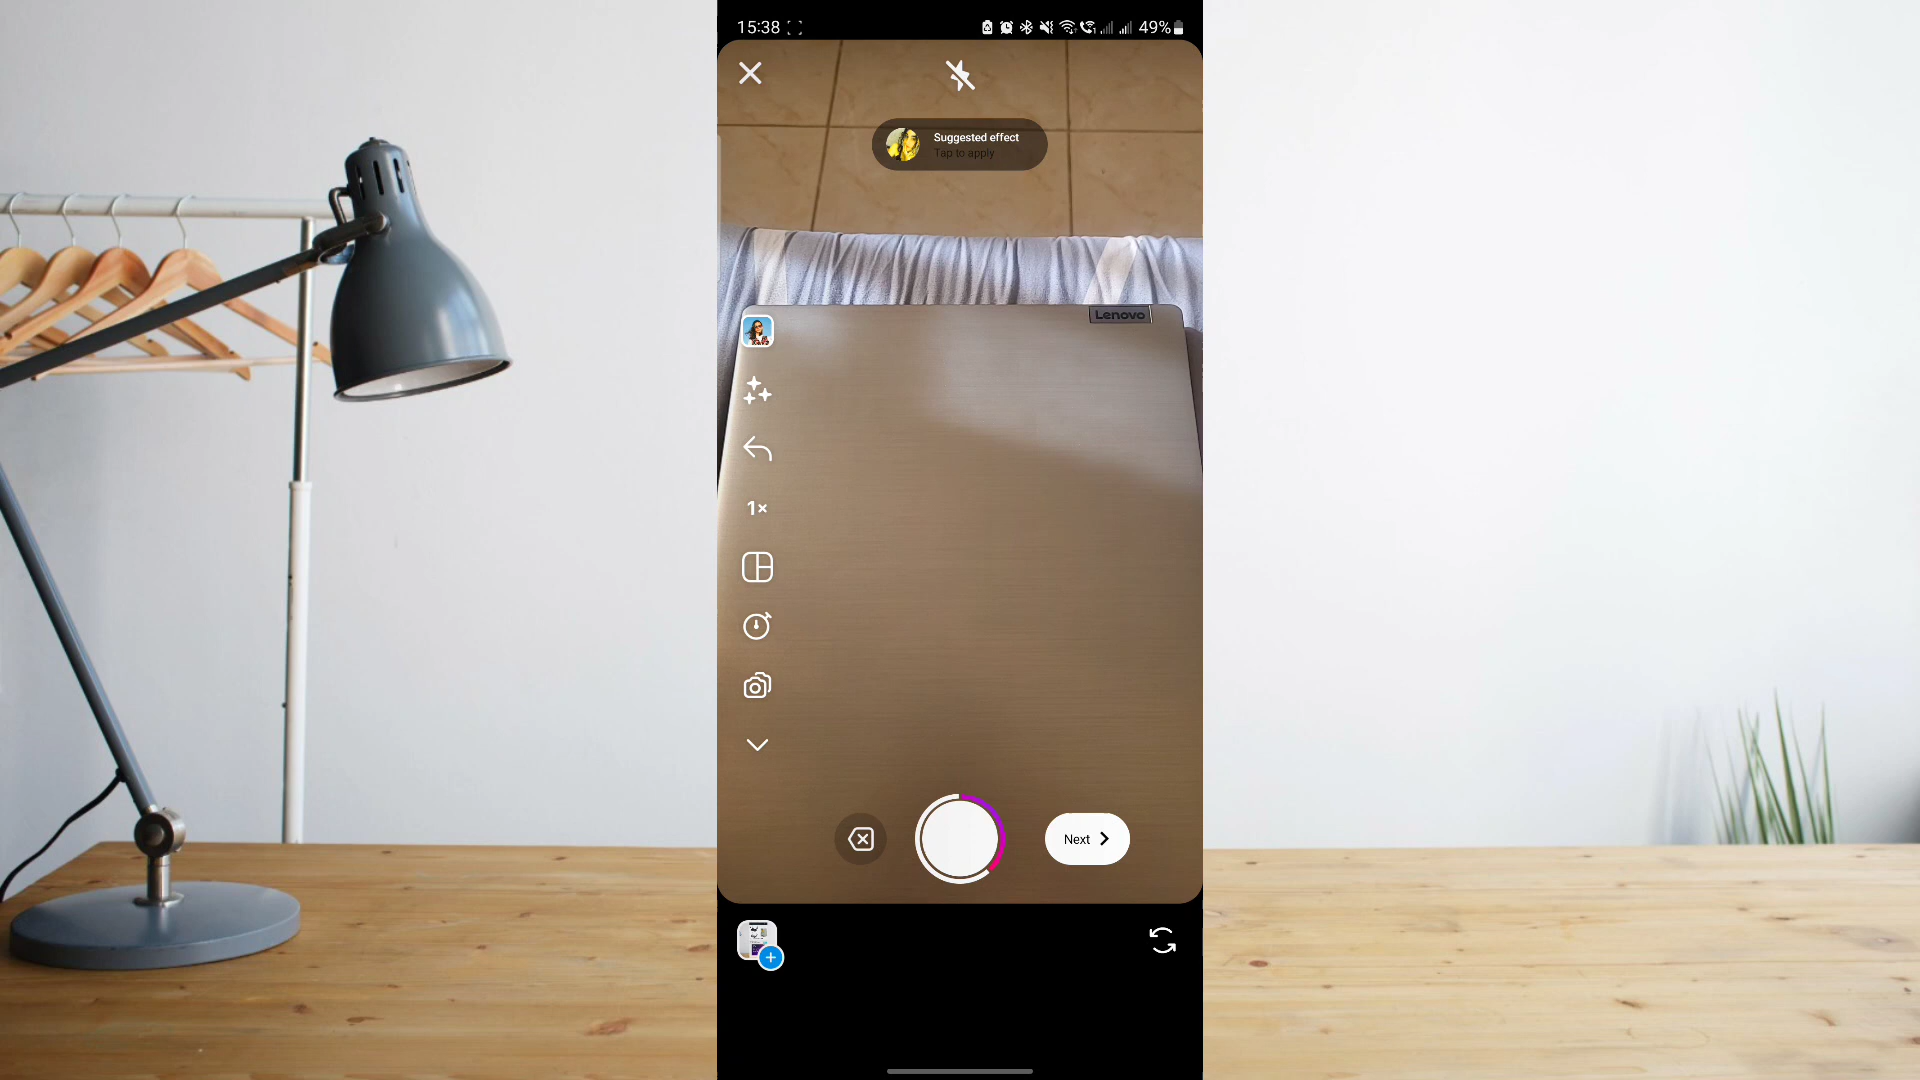 15:38
49%
Suggested effect
Tap to apply
Lenovo
1×
Next